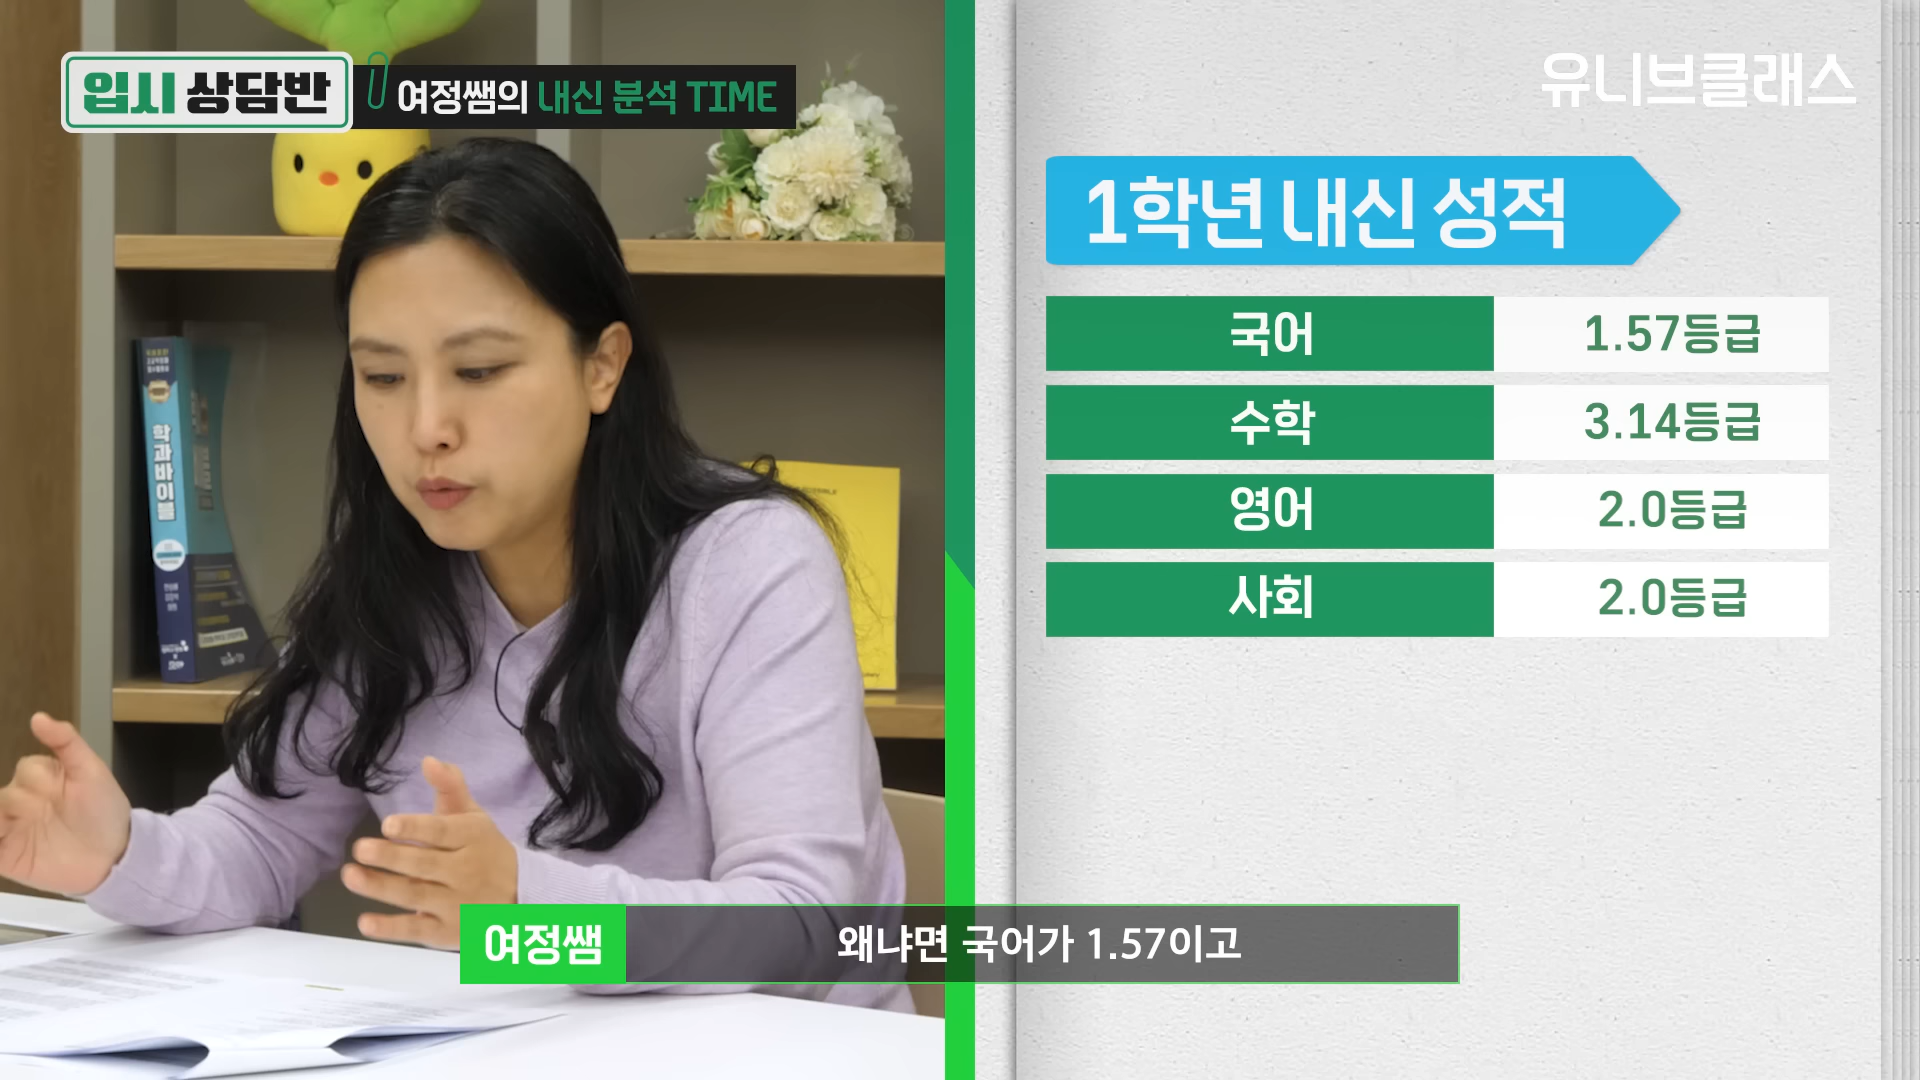 입시 상담반
여정쌤의 내신 분석 TIME
유니브클래스
1학년 내신 성적
국어 1.57등급
수학 3.14등급
영어 2.0등급
사회 2.0등급
학과바이블
여정쌤 왜냐면 국어가 1.57이고